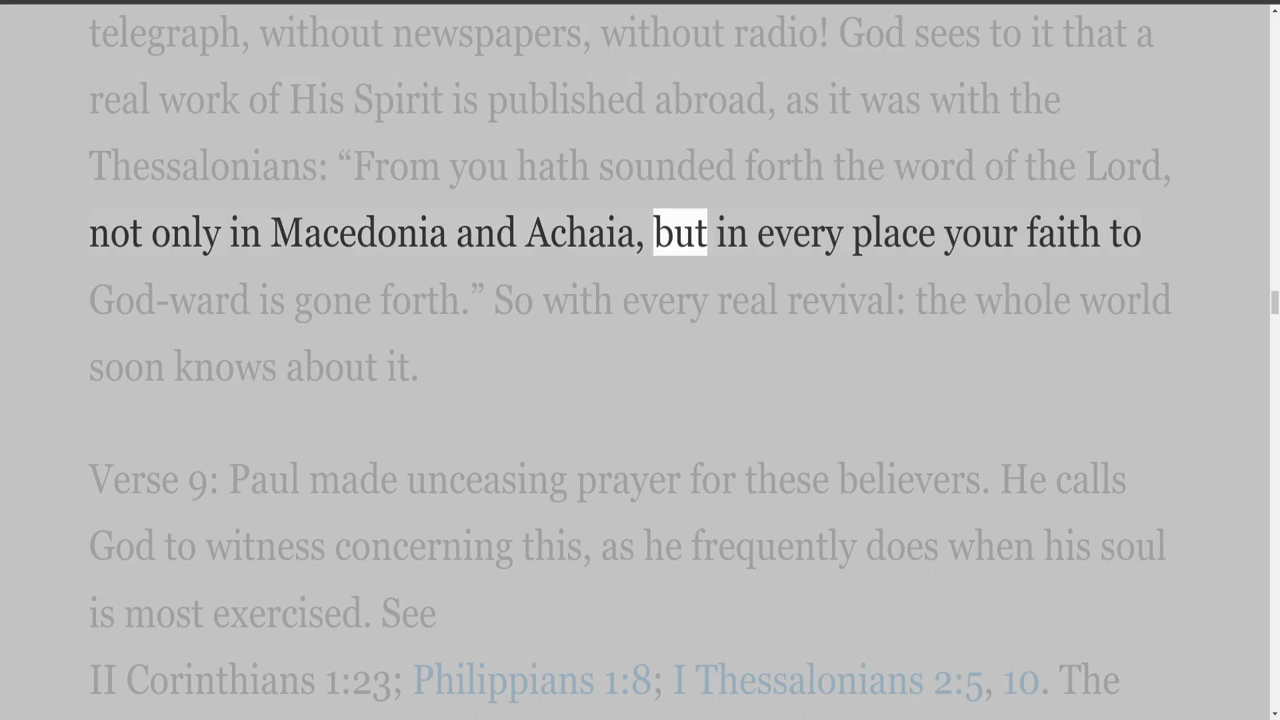 telegraph, without newspapers, without radio! God sees to it that a
real work of His Spirit is published abroad, as it was with the
Thessalonians: “From you hath sounded forth the word of the Lord,
not only in Macedonia and Achaia, but in every place your faith to
God-ward is gone forth.” So with every real revival: the whole world
soon knows about it.
Verse 9: Paul made unceasing prayer for these believers. He calls
God to witness concerning this, as he frequently does when his soul
is most exercised. See
II Corinthians 1:23; Philippians 1:8; I Thessalonians 2:5, 10. The